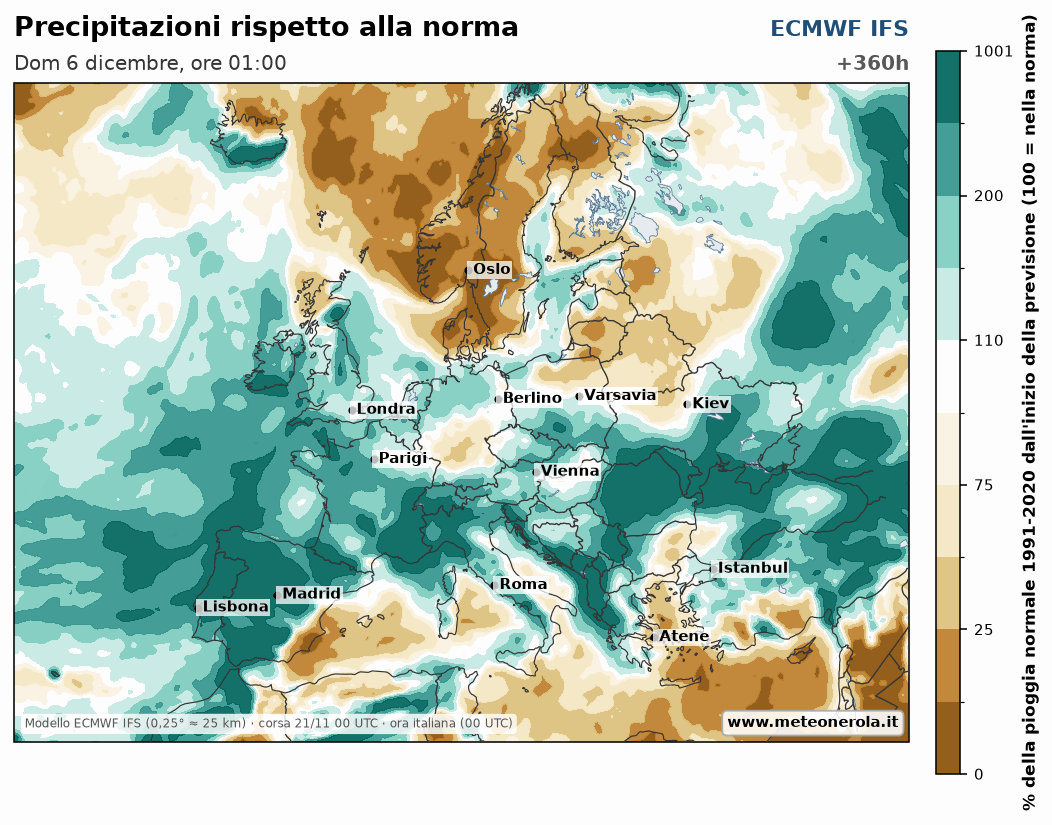 Precipitazioni rispetto alla norma
ECMWF IFS
Dom 6 dicembre, ore 01:00
+360h
1001
200
110
75
25
0
% della pioggia normale 1991-2020 dall'inizio della previsione (100 = nella norma)
Oslo
Berlino
Varsavia
Kiev
Londra
Parigi
Vienna
Istanbul
Roma
Madrid
Lisbona
Atene
Modello ECMWF IFS (0,25° ≈ 25 km) · corsa 21/11 00 UTC · ora italiana (00 UTC)
www.meteonerola.it